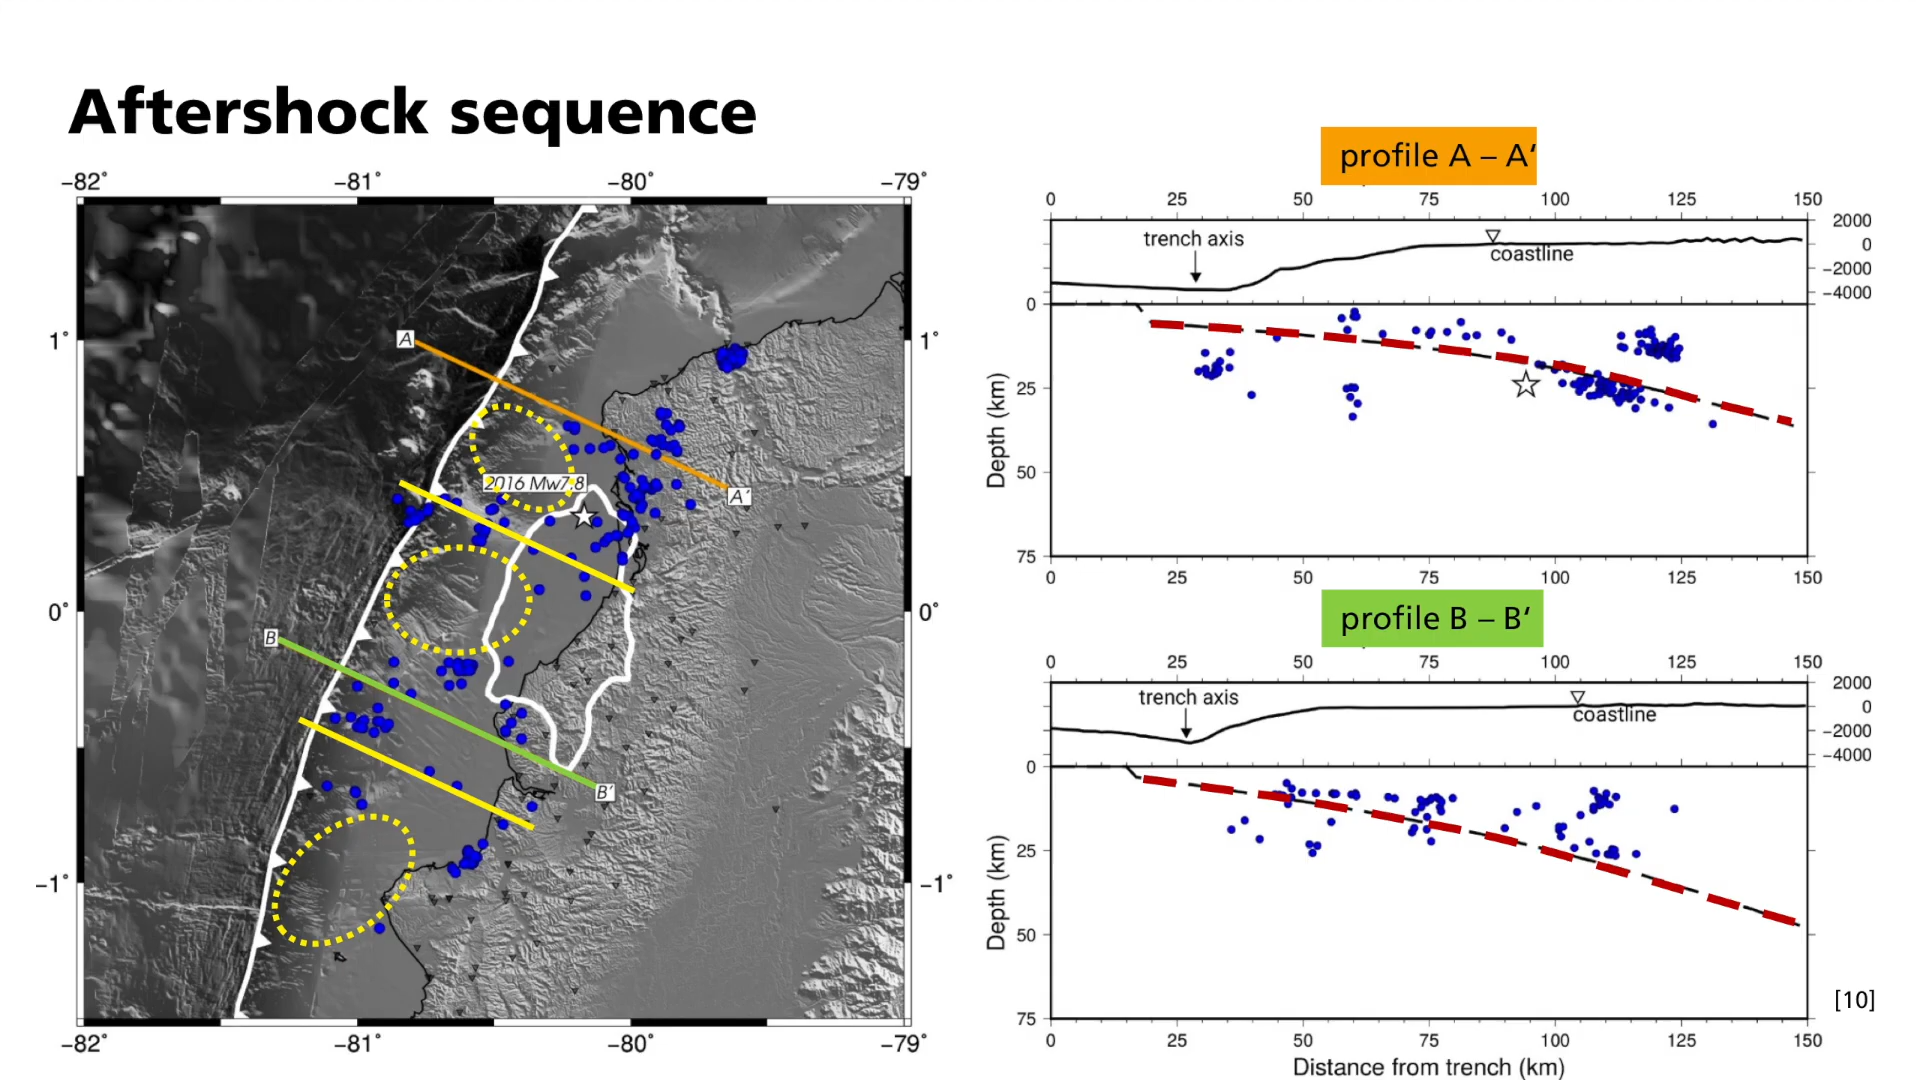 Aftershock sequence
−82˚ −81˚ −80˚ −79˚
A
1˚ 1˚
A'
2016 Mw7.8
0˚ 0˚
B
B'
−1˚ −1˚
−82˚ −81˚ −80˚ −79˚
profile A – A‘
0 25 50 75 100 125 150
2000
trench axis
0
coastline
−2000
−4000
0
25
Depth (km)
50
75
0 25 50 75 100 125 150
profile B – B‘
0 25 50 75 100 125 150
2000
trench axis
0
coastline
−2000
−4000
0
25
Depth (km)
50
75
0 25 50 75 100 125 150
Distance from trench (km)
[10]